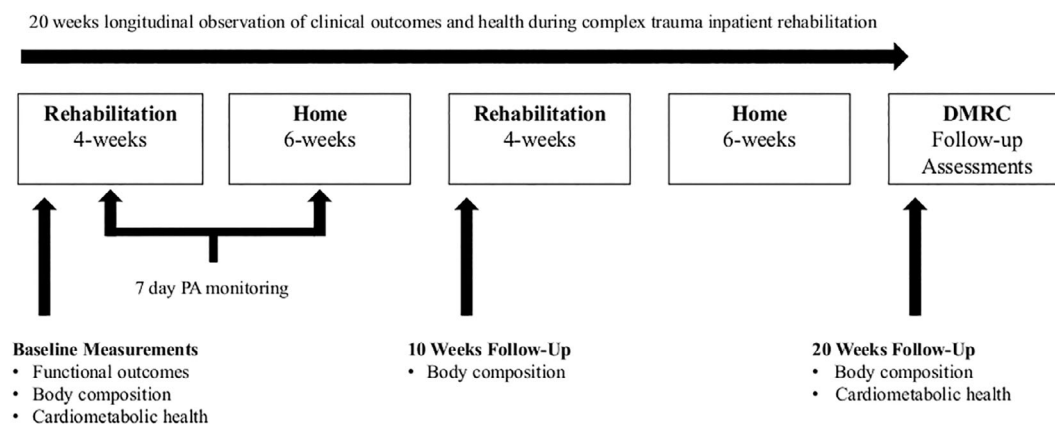 20 weeks longitudinal observation of clinical outcomes and health during complex trauma inpatient rehabilitation
Rehabilitation
4-weeks
Home
6-weeks
Rehabilitation
4-weeks
Home
6-weeks
DMRC
Follow-up
Assessments
7 day PA monitoring
Baseline Measurements
• Functional outcomes
• Body composition
• Cardiometabolic health
10 Weeks Follow-Up
• Body composition
20 Weeks Follow-Up
• Body composition
• Cardiometabolic health